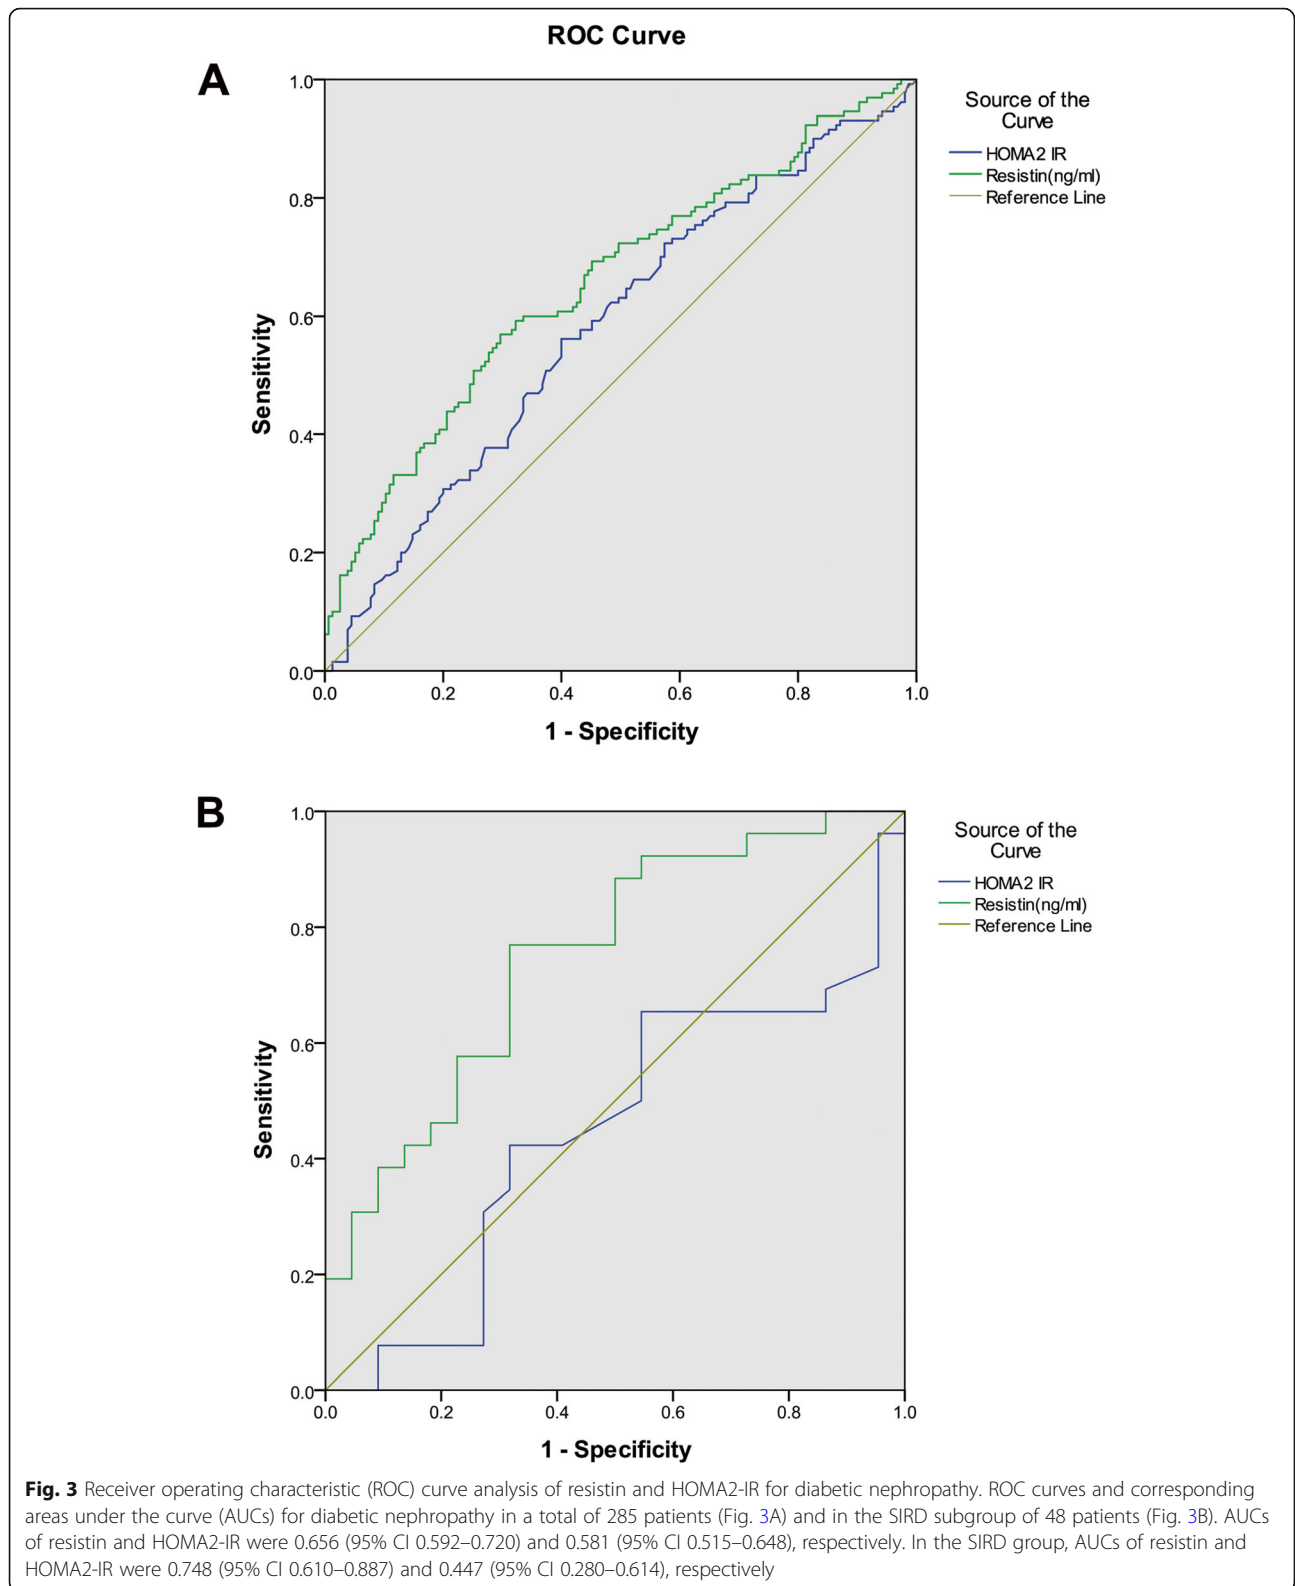 ROC Curve
A
1.0
0.8
0.6
0.4
0.2
0.0
Sensitivity
0.0 0.2 0.4 0.6 0.8 1.0
1 - Specificity
Source of the
Curve
HOMA2 IR
Resistin(ng/ml)
Reference Line
B
1.0
0.8
0.6
0.4
0.2
0.0
Sensitivity
0.0 0.2 0.4 0.6 0.8 1.0
1 - Specificity
Source of the
Curve
HOMA2 IR
Resistin(ng/ml)
Reference Line
Fig. 3 Receiver operating characteristic (ROC) curve analysis of resistin and HOMA2-IR for diabetic nephropathy. ROC curves and corresponding
areas under the curve (AUCs) for diabetic nephropathy in a total of 285 patients (Fig. 3A) and in the SIRD subgroup of 48 patients (Fig. 3B). AUCs
of resistin and HOMA2-IR were 0.656 (95% CI 0.592–0.720) and 0.581 (95% CI 0.515–0.648), respectively. In the SIRD group, AUCs of resistin and
HOMA2-IR were 0.748 (95% CI 0.610–0.887) and 0.447 (95% CI 0.280–0.614), respectively